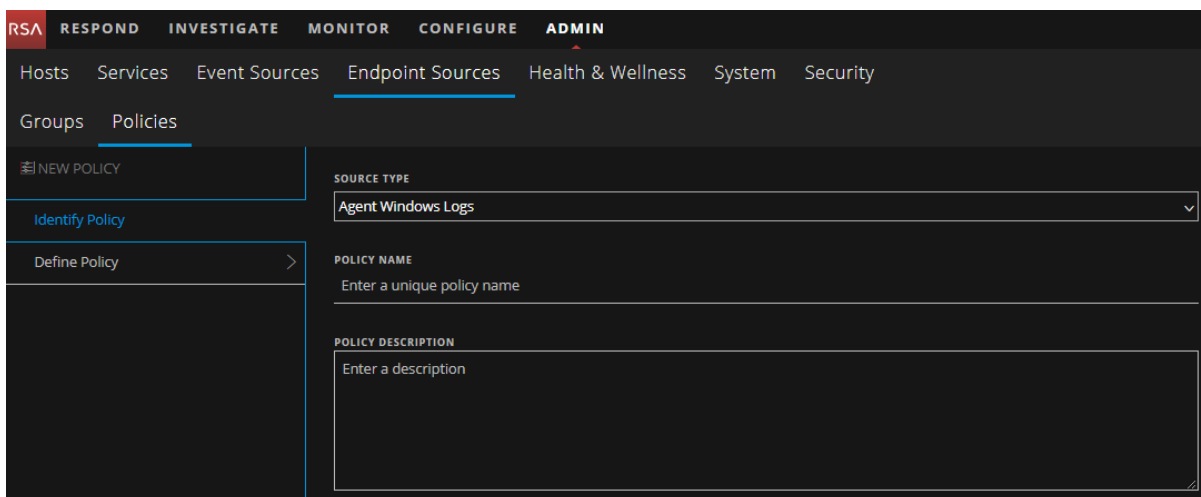 RSA RESPOND INVESTIGATE MONITOR CONFIGURE ADMIN
Hosts Services Event Sources Endpoint Sources Health & Wellness System Security
Groups Policies
NEW POLICY
Identify Policy
Define Policy
SOURCE TYPE
Agent Windows Logs
POLICY NAME
Enter a unique policy name
POLICY DESCRIPTION
Enter a description